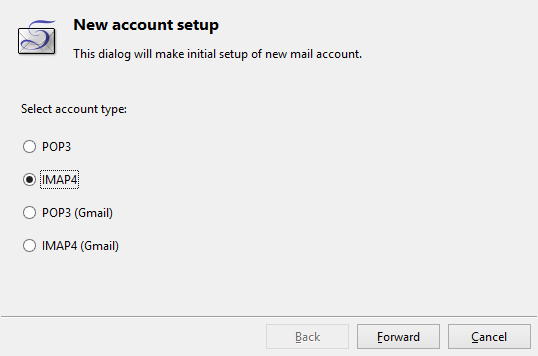 New account setup
This dialog will make initial setup of new mail account.
Select account type:
POP3
IMAP4
POP3 (Gmail)
IMAP4 (Gmail)
Back Forward Cancel